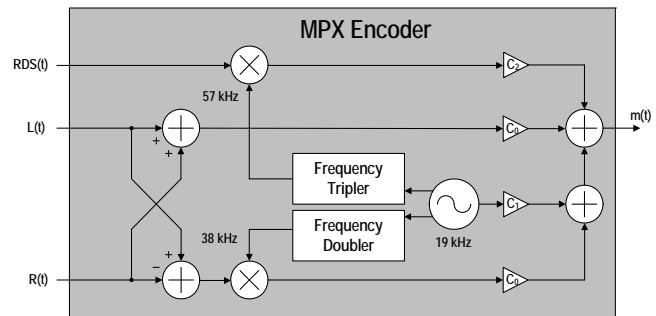 MPX Encoder
RDS(t)
C2
57 kHz
m(t)
L(t)
+
+
C0
Frequency
Tripler
Frequency
Doubler
C1
38 kHz
19 kHz
+
−
R(t)
C0